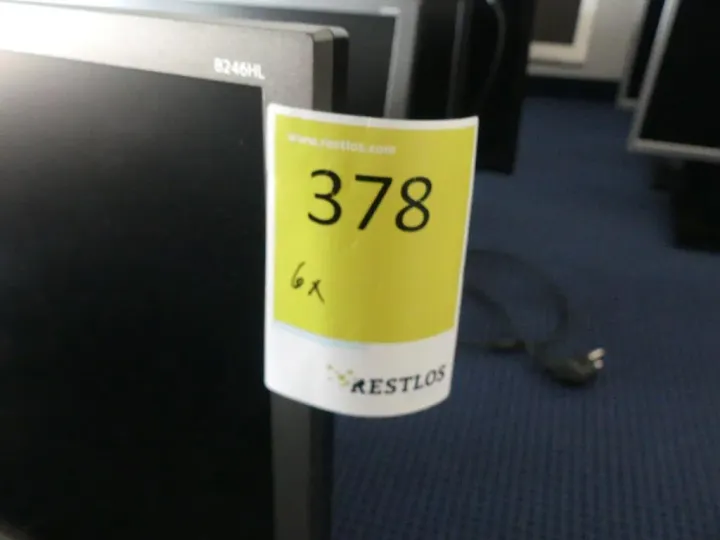 B246HL
www.restlos.com
378
6x
RESTLOS